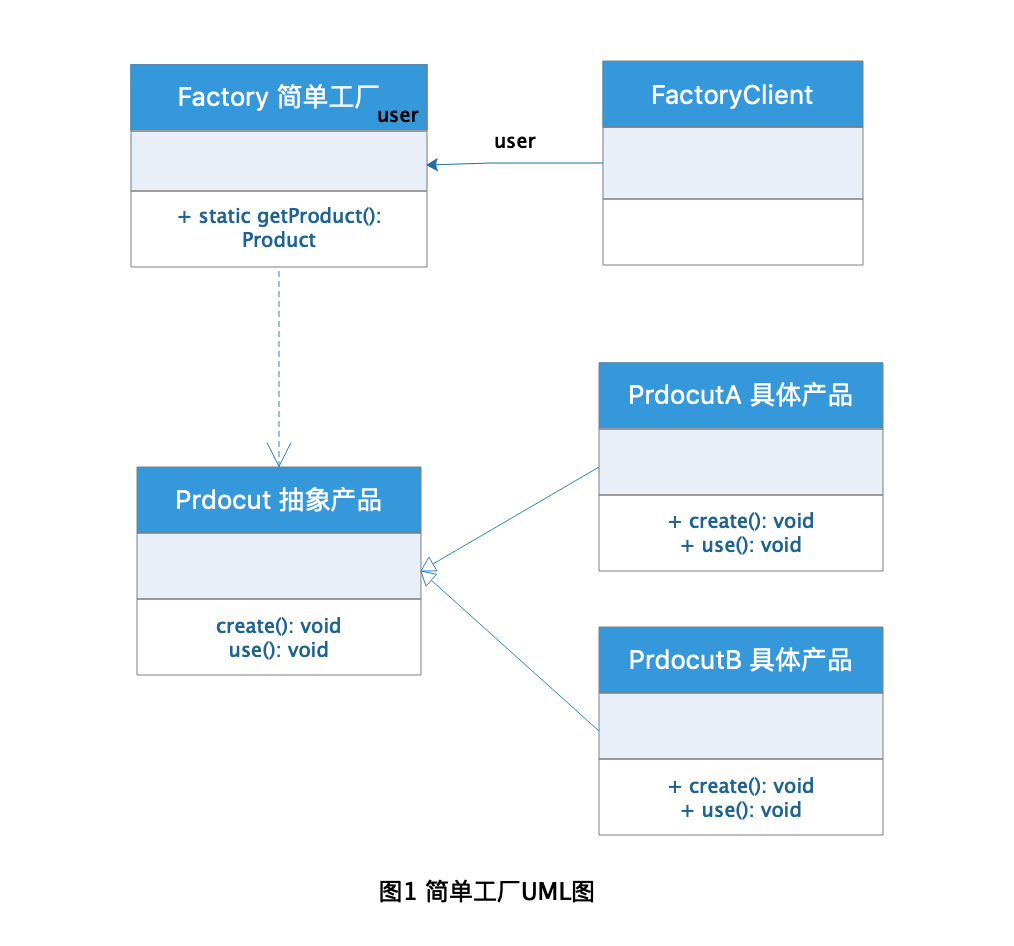 Factory 简单工厂
user
+ static getProduct():
Product
user
FactoryClient
Prdocut 抽象产品
create(): void
use(): void
PrdocutA 具体产品
+ create(): void
+ use(): void
PrdocutB 具体产品
+ create(): void
+ use(): void
图1 简单工厂UML图